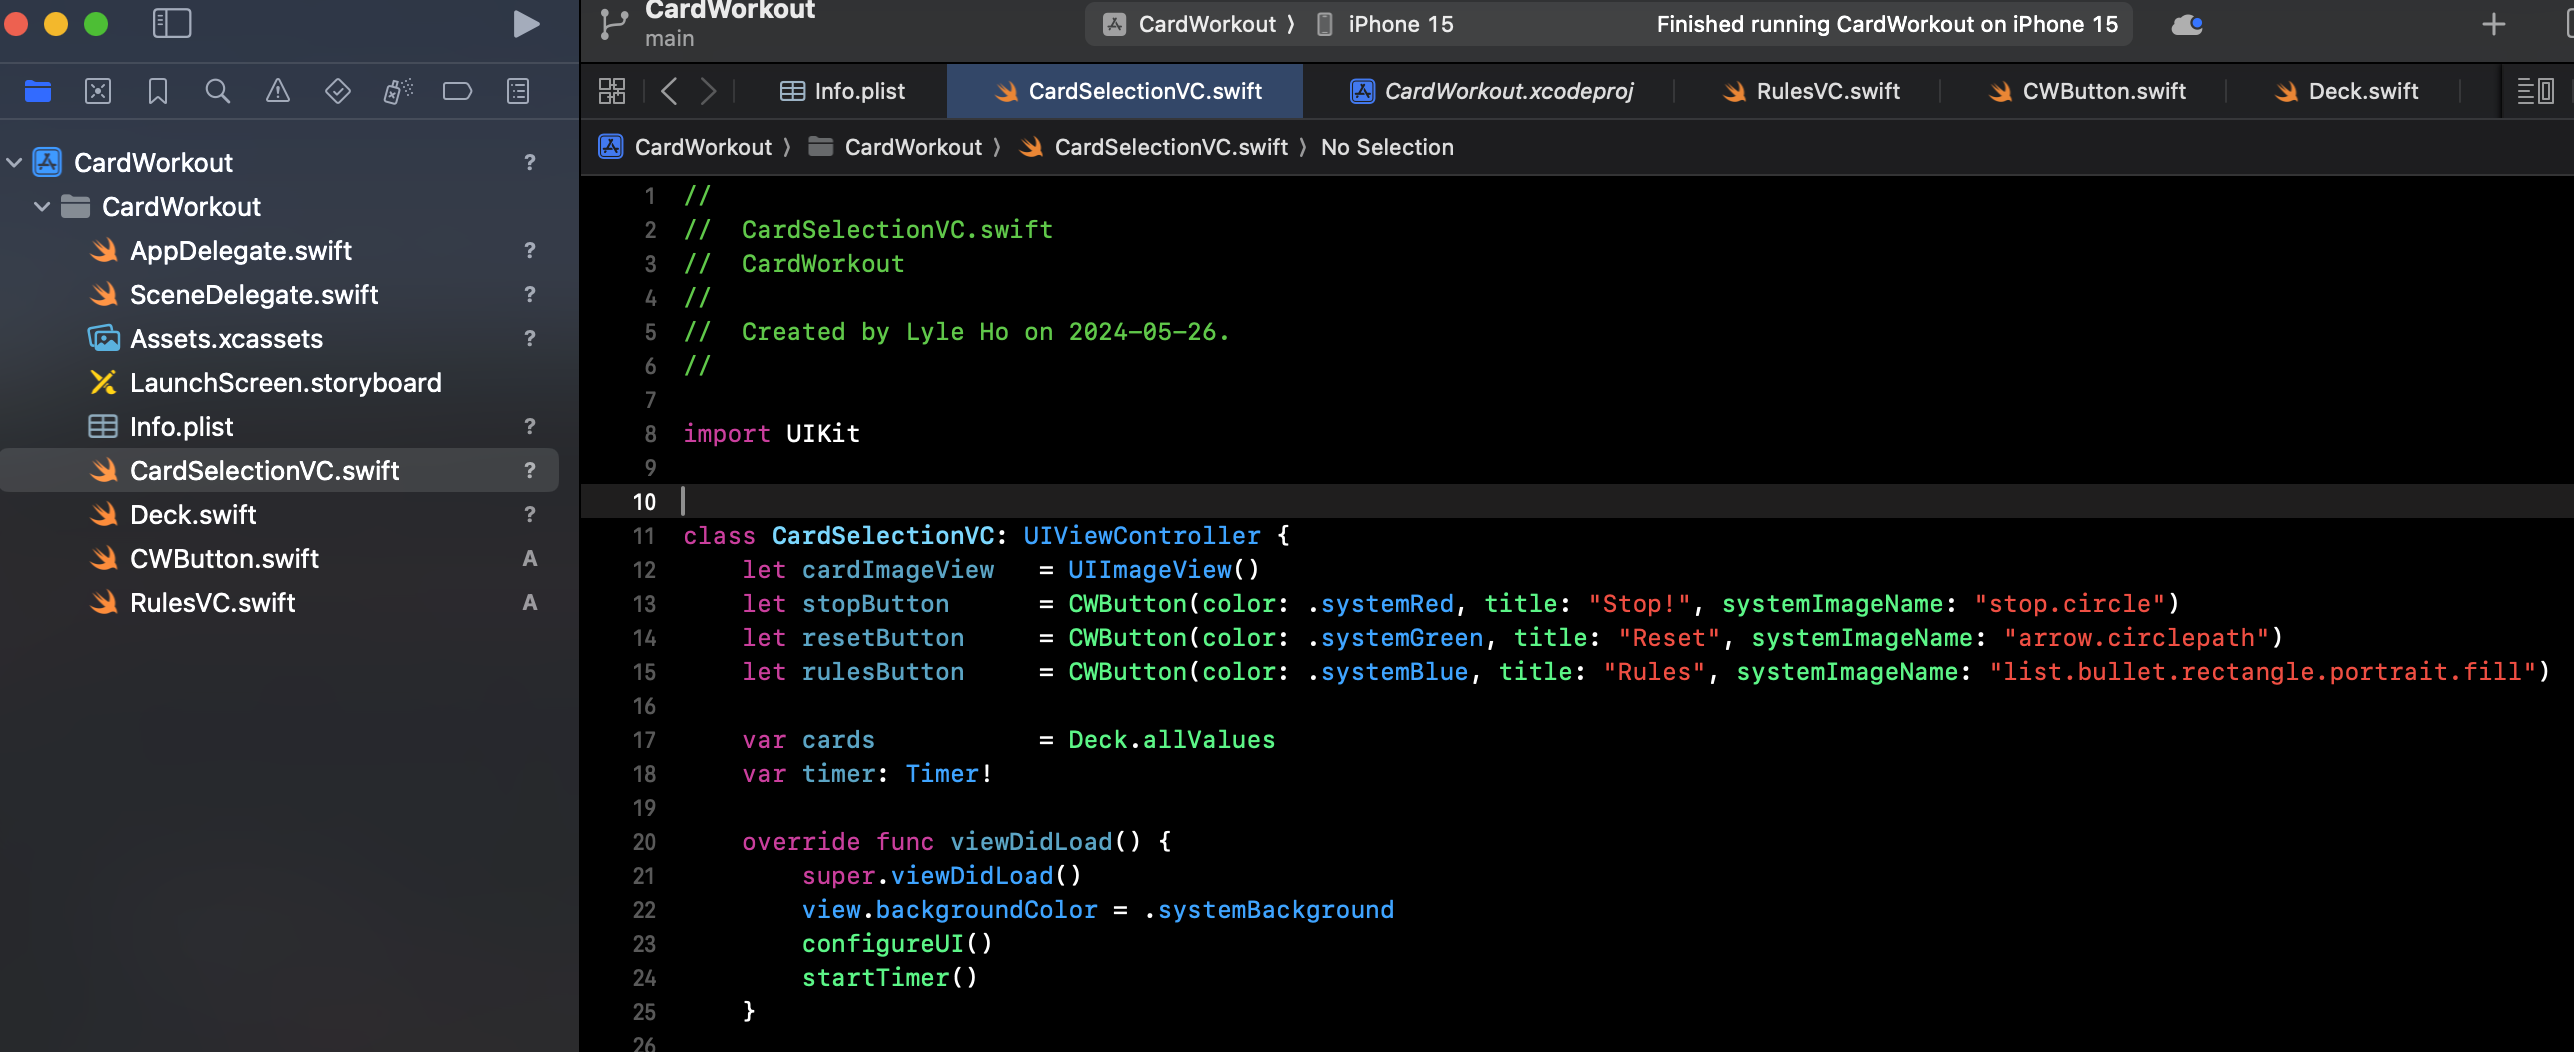 CardWorkout
main
CardWorkout 〉 iPhone 15
Finished running CardWorkout on iPhone 15
Info.plist
CardSelectionVC.swift
CardWorkout.xcodeproj
RulesVC.swift
CWButton.swift
Deck.swift
CardWorkout 〉 CardWorkout 〉 CardSelectionVC.swift 〉 No Selection
CardWorkout ?
CardWorkout
AppDelegate.swift ?
SceneDelegate.swift ?
Assets.xcassets ?
LaunchScreen.storyboard
Info.plist ?
CardSelectionVC.swift ?
Deck.swift ?
CWButton.swift A
RulesVC.swift A
1 //
2 //  CardSelectionVC.swift
3 //  CardWorkout
4 //
5 //  Created by Lyle Ho on 2024-05-26.
6 //
7
8 import UIKit
9
10
11 class CardSelectionVC: UIViewController {
12     let cardImageView   = UIImageView()
13     let stopButton      = CWButton(color: .systemRed, title: "Stop!", systemImageName: "stop.circle")
14     let resetButton     = CWButton(color: .systemGreen, title: "Reset", systemImageName: "arrow.circlepath")
15     let rulesButton     = CWButton(color: .systemBlue, title: "Rules", systemImageName: "list.bullet.rectangle.portrait.fill")
16
17     var cards           = Deck.allValues
18     var timer: Timer!
19
20     override func viewDidLoad() {
21         super.viewDidLoad()
22         view.backgroundColor = .systemBackground
23         configureUI()
24         startTimer()
25     }
26